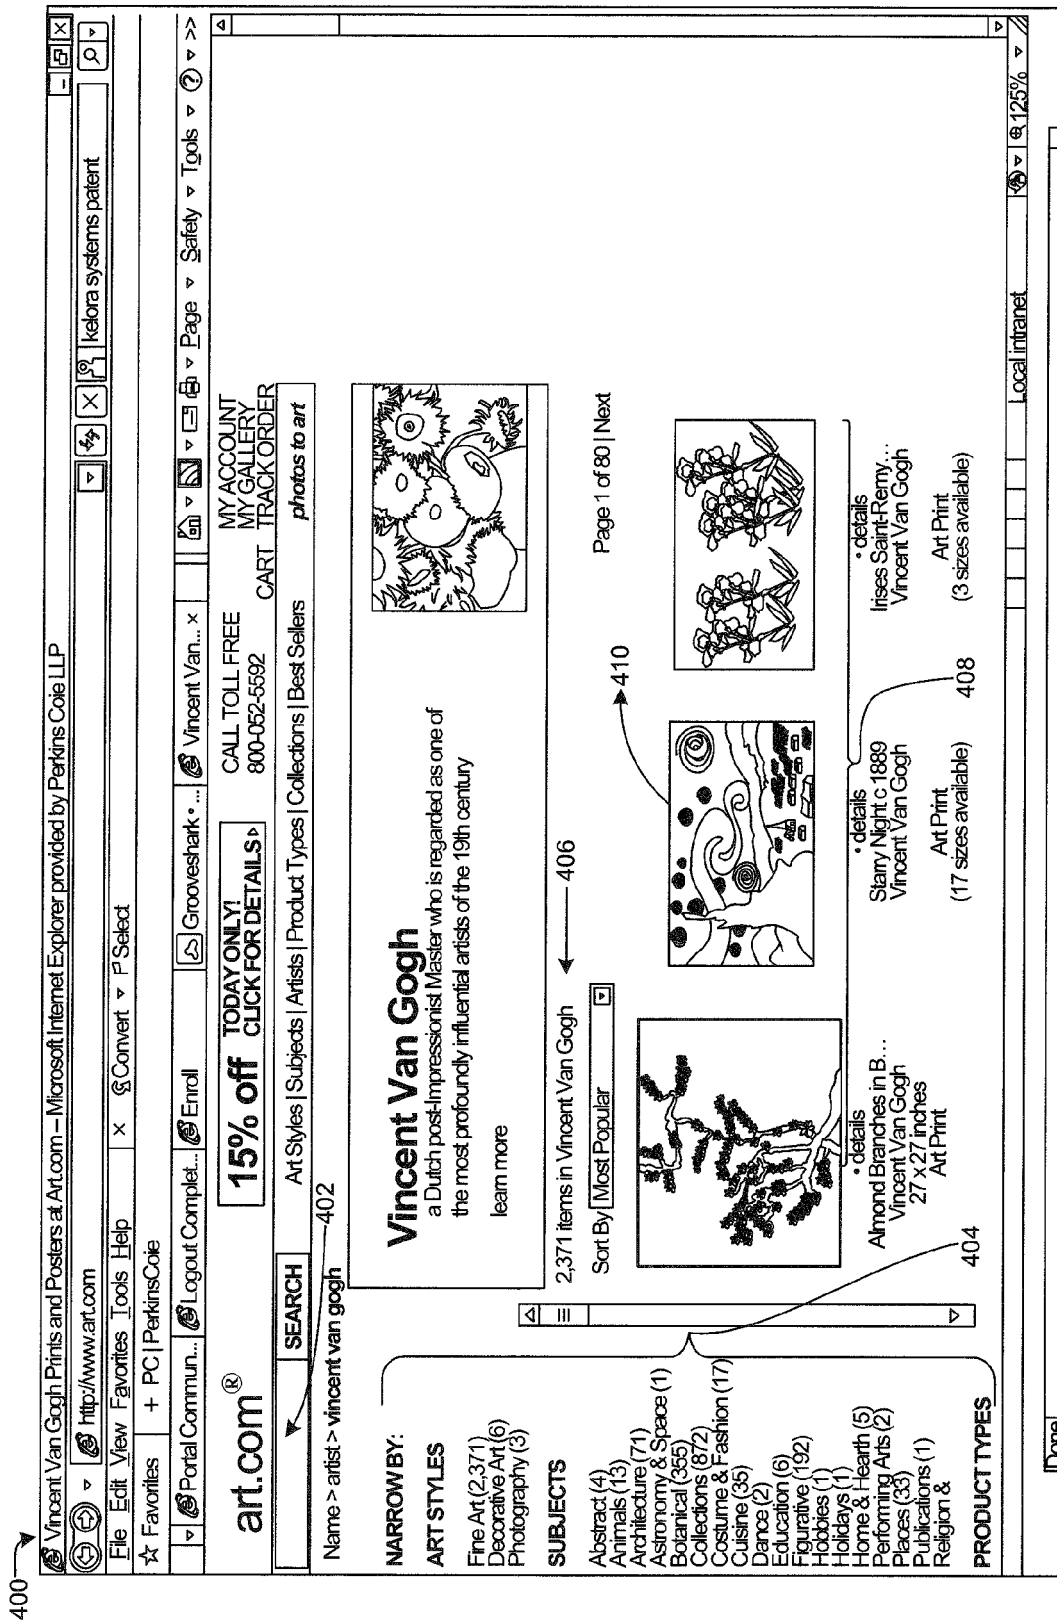 400
Vincent Van Gogh Prints and Posters at Art.com – Microsoft Internet Explorer provided by Perkins Coie LLP
http://www.art.com
kelora systems patent
File Edit View Favorites Tools Help
x
Convert
Select
Favorites
+ PC | PerkinsCoie
Portal Commun...
Logout Complet...
Enroll
Grooveshark • ...
Vincent Van... x
Page
Safety
Tools
>>
art.com®
15% off
TODAY ONLY!
CLICK FOR DETAILS
CALL TOLL FREE
800-052-5592
MY ACCOUNT
MY GALLERY
CART TRACK ORDER
SEARCH
Art Styles | Subjects | Artists | Product Types | Collections | Best Sellers
photos to art
402
Name > artist > vincent van gogh
NARROW BY:
ART STYLES
Fine Art (2,371)
Decorative Art (6)
Photography (3)
SUBJECTS
Abstract (4)
Animals (13)
Architecture (71)
Astronomy & Space (1)
Botanical (355)
Collections (872)
Costume & Fashion (17)
Cuisine (35)
Dance (2)
Education (6)
Figurative (192)
Hobbies (1)
Holidays (1)
Home & Hearth (5)
Performing Arts (2)
Places (33)
Publications (1)
Religion &
PRODUCT TYPES
404
Vincent Van Gogh
a Dutch post-Impressionist Master who is regarded as one of
the most profoundly influential artists of the 19th century
learn more
2,371 items in Vincent Van Gogh
406
Sort By Most Popular
Page 1 of 80 | Next
410
• details
Almond Branches in B...
Vincent Van Gogh
27 x 27 inches
Art Print
• details
Starry Night c 1889
Vincent Van Gogh
Art Print
(17 sizes available)
• details
Irises Saint-Remy...
Vincent Van Gogh
Art Print
(3 sizes available)
408
Local intranet
125%
Done